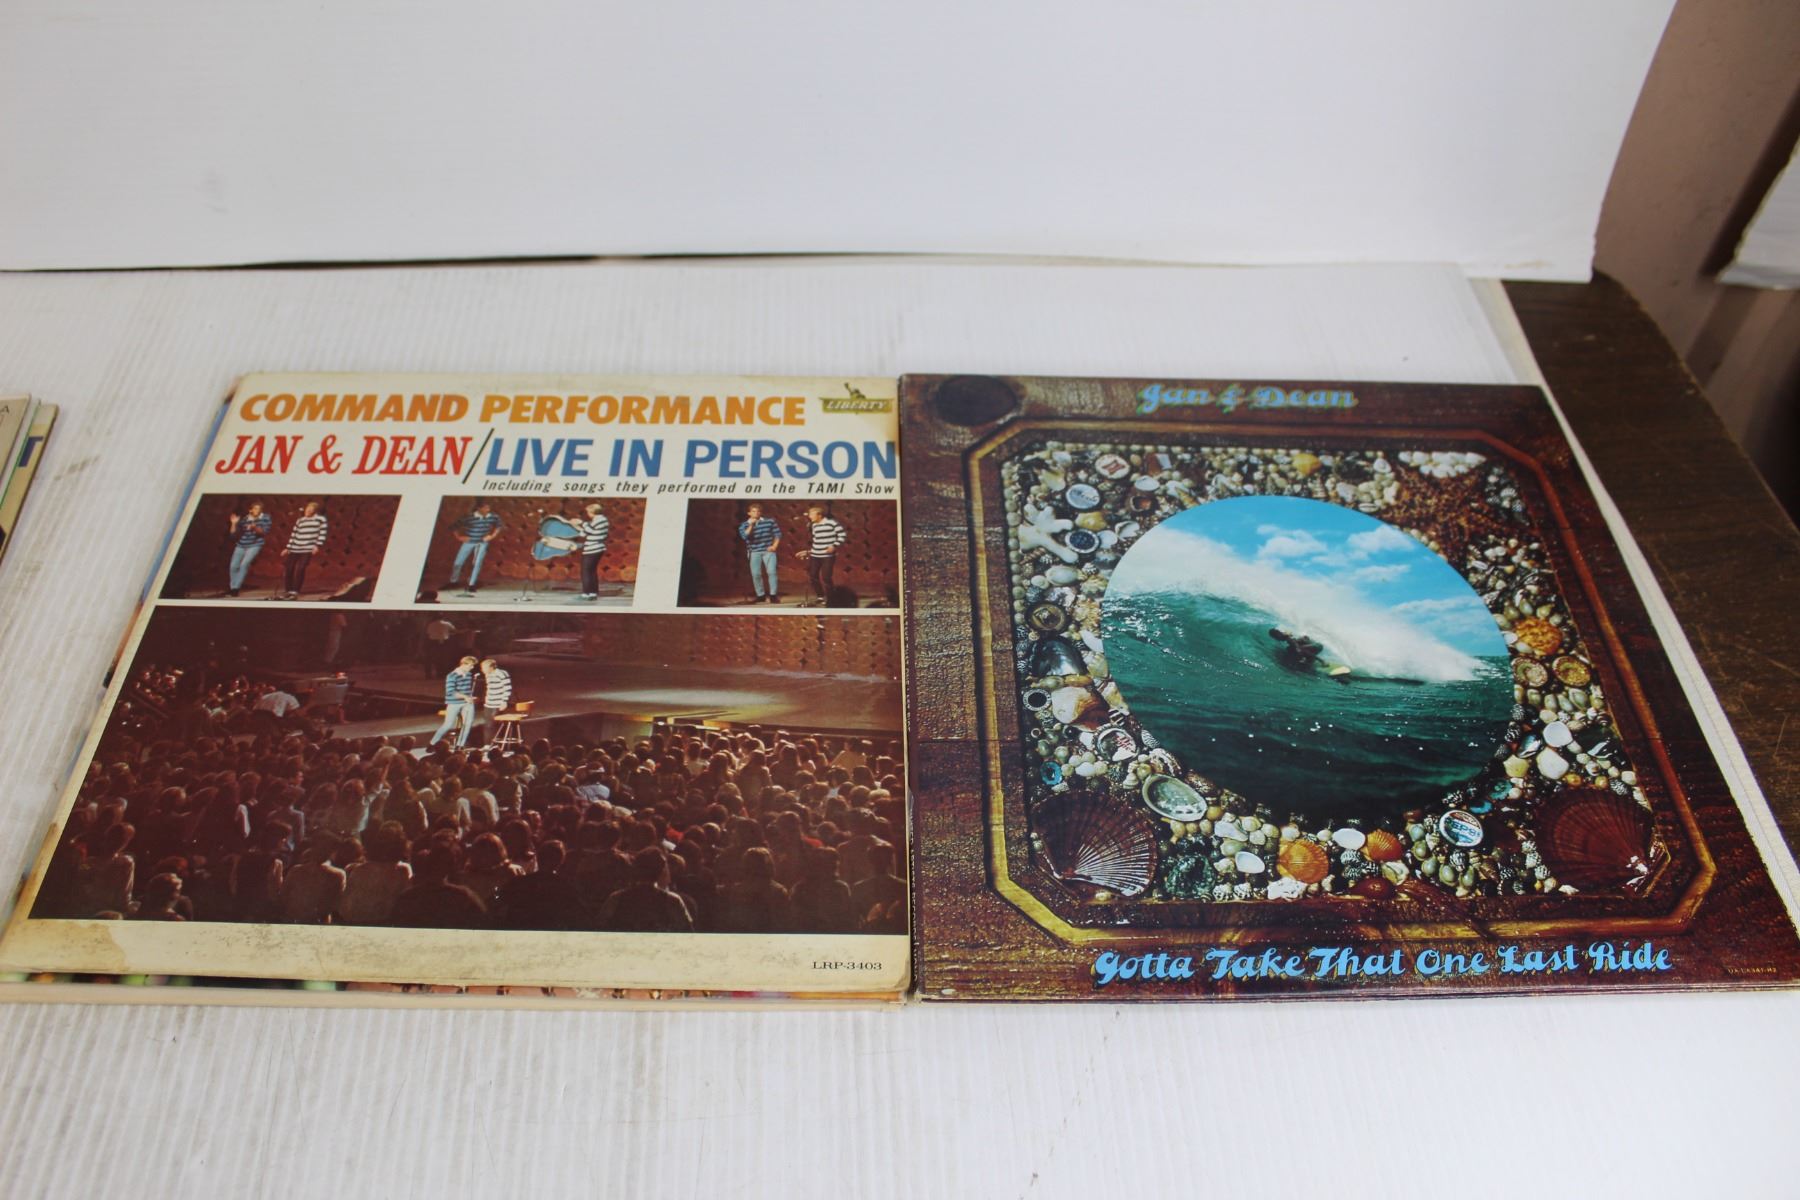 COMMAND PERFORMANCE
LIBERTY
JAN & DEAN/LIVE IN PERSON
Including songs they performed on the TAMI Show
LRP-3403
Jan & Dean
Gotta Take That One Last Ride